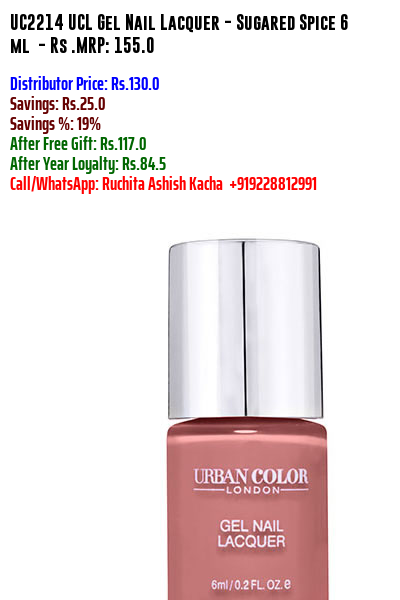 UC2214 UCL Gel Nail Lacquer - Sugared Spice 6
ml - Rs .MRP: 155.0
Distributor Price: Rs.130.0
Savings: Rs.25.0
Savings %: 19%
After Free Gift: Rs.117.0
After Year Loyalty: Rs.84.5
Call/WhatsApp: Ruchita Ashish Kacha +919228812991
URBAN COLOR
LONDON
GEL NAIL
LACQUER
6ml/0.2 FL. OZ. e